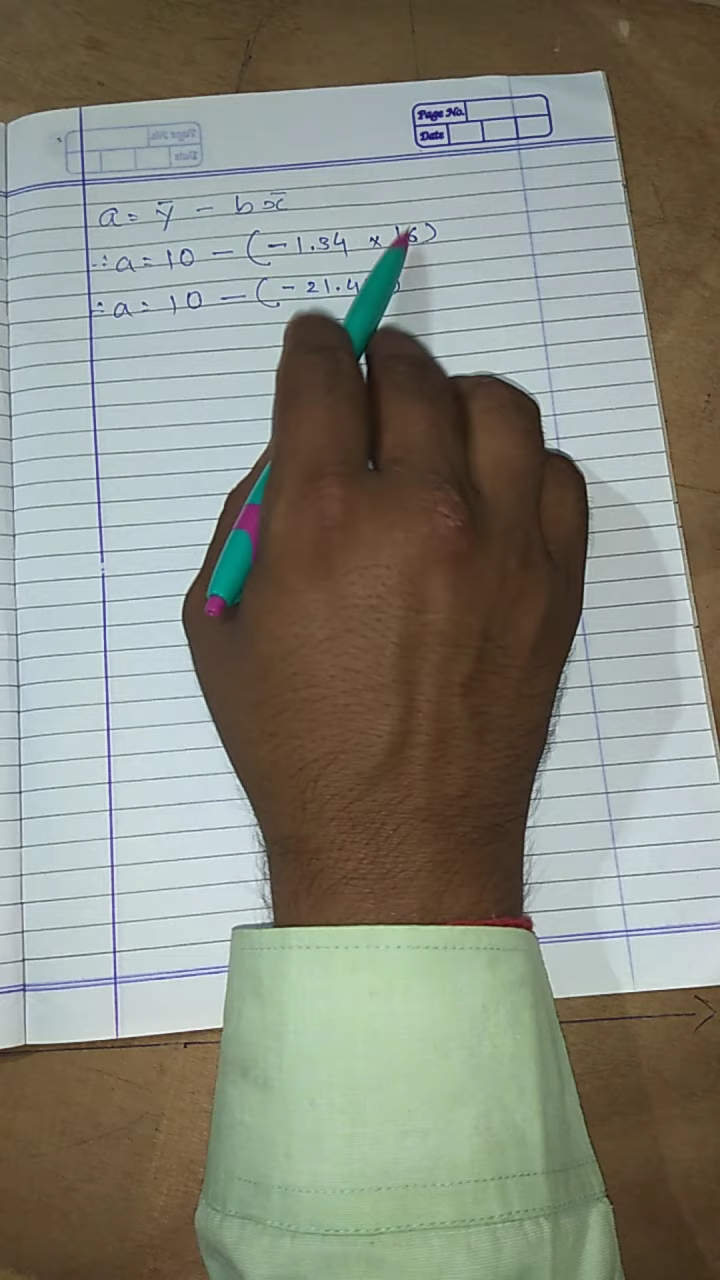 Page No.
Date
a = ȳ - b x̄
∴ a = 10 - (-1.34 × 16)
∴ a = 10 - (-21.4